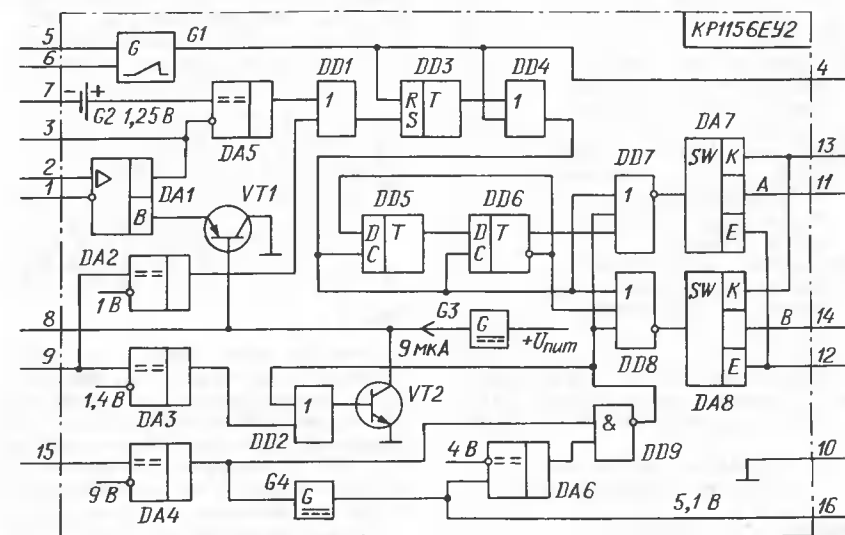 КР1156ЕУ2
5 G G1
6
DD1 DD3 DD4
4
7 - + G2 1,25 В
== 1 R T 1
S
DA7
3 DA5
DD7 SW K 13
2 DA1 VT1
1 A 11
1 B
DD5 DD6
D T D T
C C
E
DA2
== 1
1 В
DA8
SW K
8 G3 G
9 мкА +Uпит
B 14
9 DD8
== 1,4 В DA3
1 VT2
DD2
E 12
&
DD9
15 == 4 В ==
G4
10
9 В DA4 G DA6
5,1 В 16